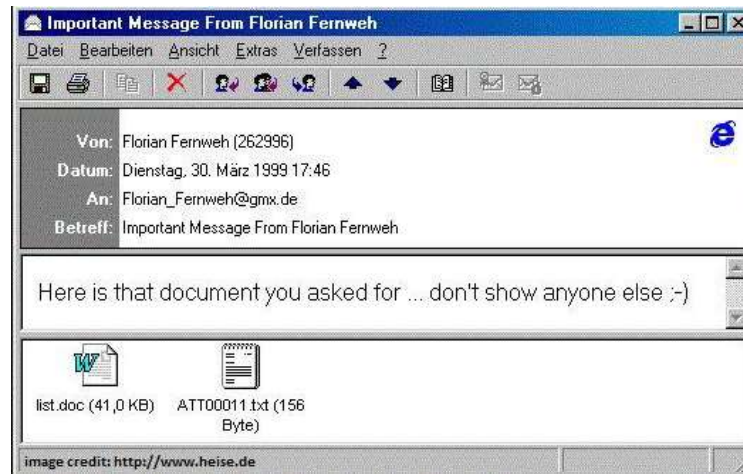 Important Message From Florian Fernweh
Datei Bearbeiten Ansicht Extras Verfassen ?
Von: Florian Fernweh (262996)
Datum: Dienstag, 30. März 1999 17:46
An: Florian_Fernweh@gmx.de
Betreff: Important Message From Florian Fernweh
Here is that document you asked for ... don't show anyone else ;-)
list.doc (41,0 KB) ATT00011.txt (156
Byte)
image credit: http://www.heise.de